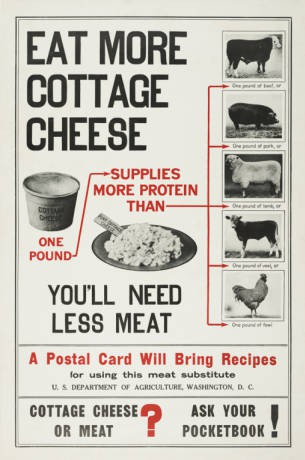 EAT MORE
COTTAGE
CHEESE
One pound of beef, or
One pound of pork, or
One pound of lamb, or
One pound of veal, or
One pound of fowl
COTTAGE
CHEESE
ONE
POUND
SUPPLIES
MORE PROTEIN
THAN
YOU'LL NEED
LESS MEAT
A Postal Card Will Bring Recipes
for using this meat substitute
U. S. DEPARTMENT OF AGRICULTURE, WASHINGTON, D. C.
COTTAGE CHEESE
OR MEAT ?
ASK YOUR
POCKETBOOK !